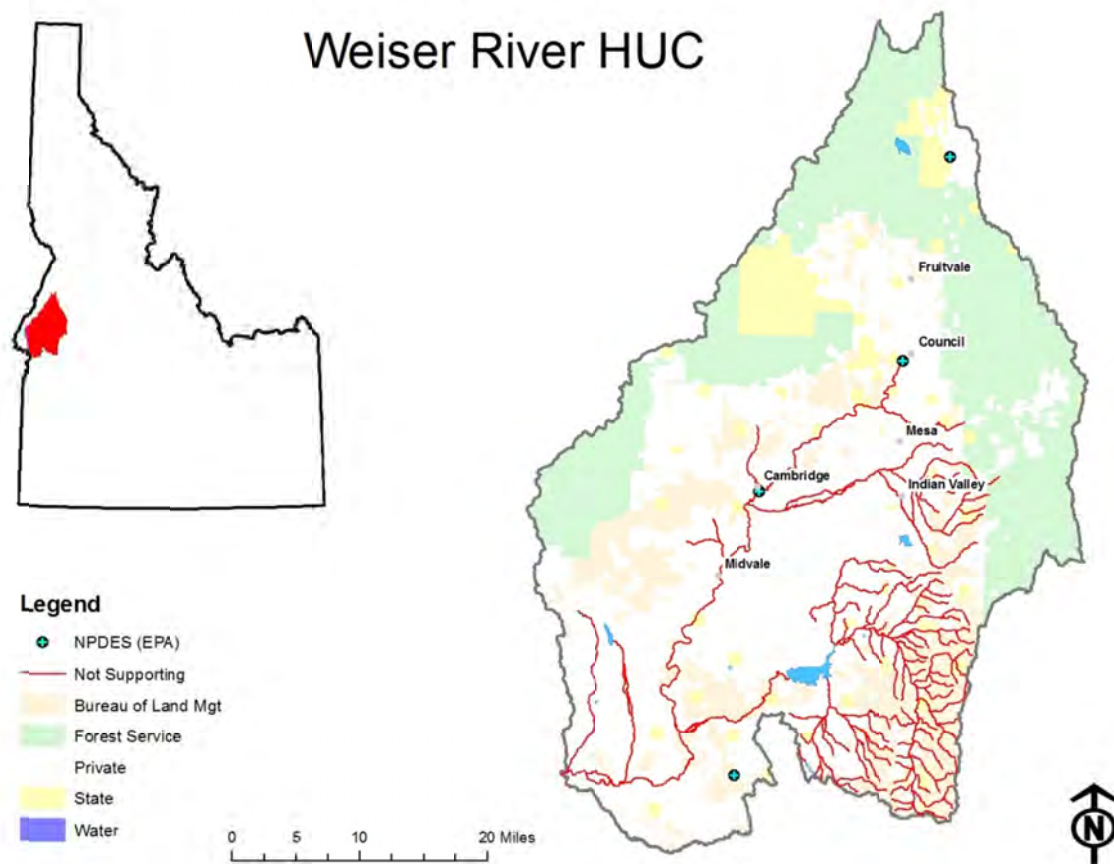 Weiser River HUC
Fruitvale
Council
Mesa
Cambridge
Indian Valley
Midvale
Legend
NPDES (EPA)
Not Supporting
Bureau of Land Mgt
Forest Service
Private
State
Water
0 5 10 20 Miles
N